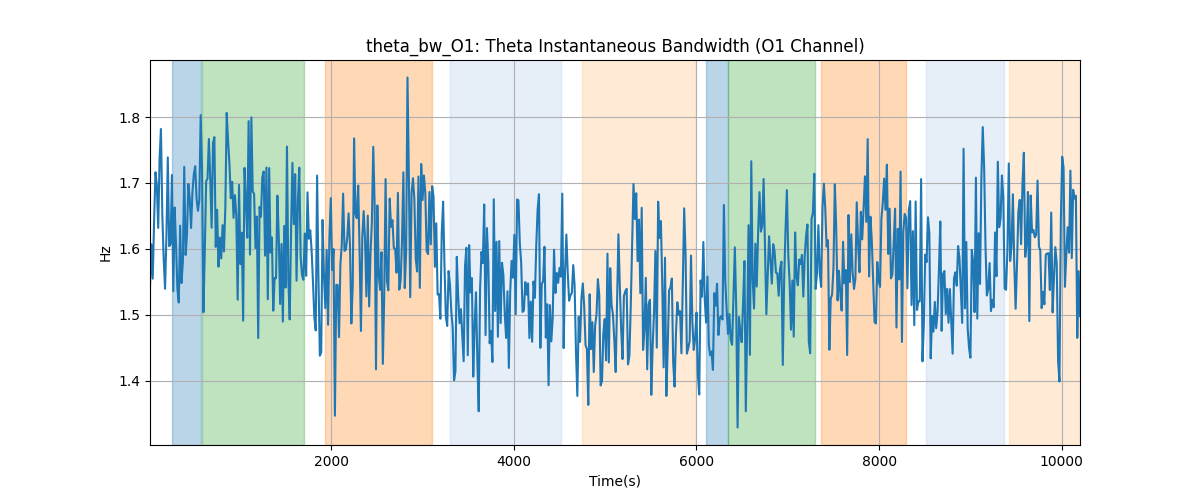 theta_bw_O1: Theta Instantaneous Bandwidth (O1 Channel)
1.8
1.7
1.6
1.5
1.4
Hz
2000 4000 6000 8000 10000
Time(s)